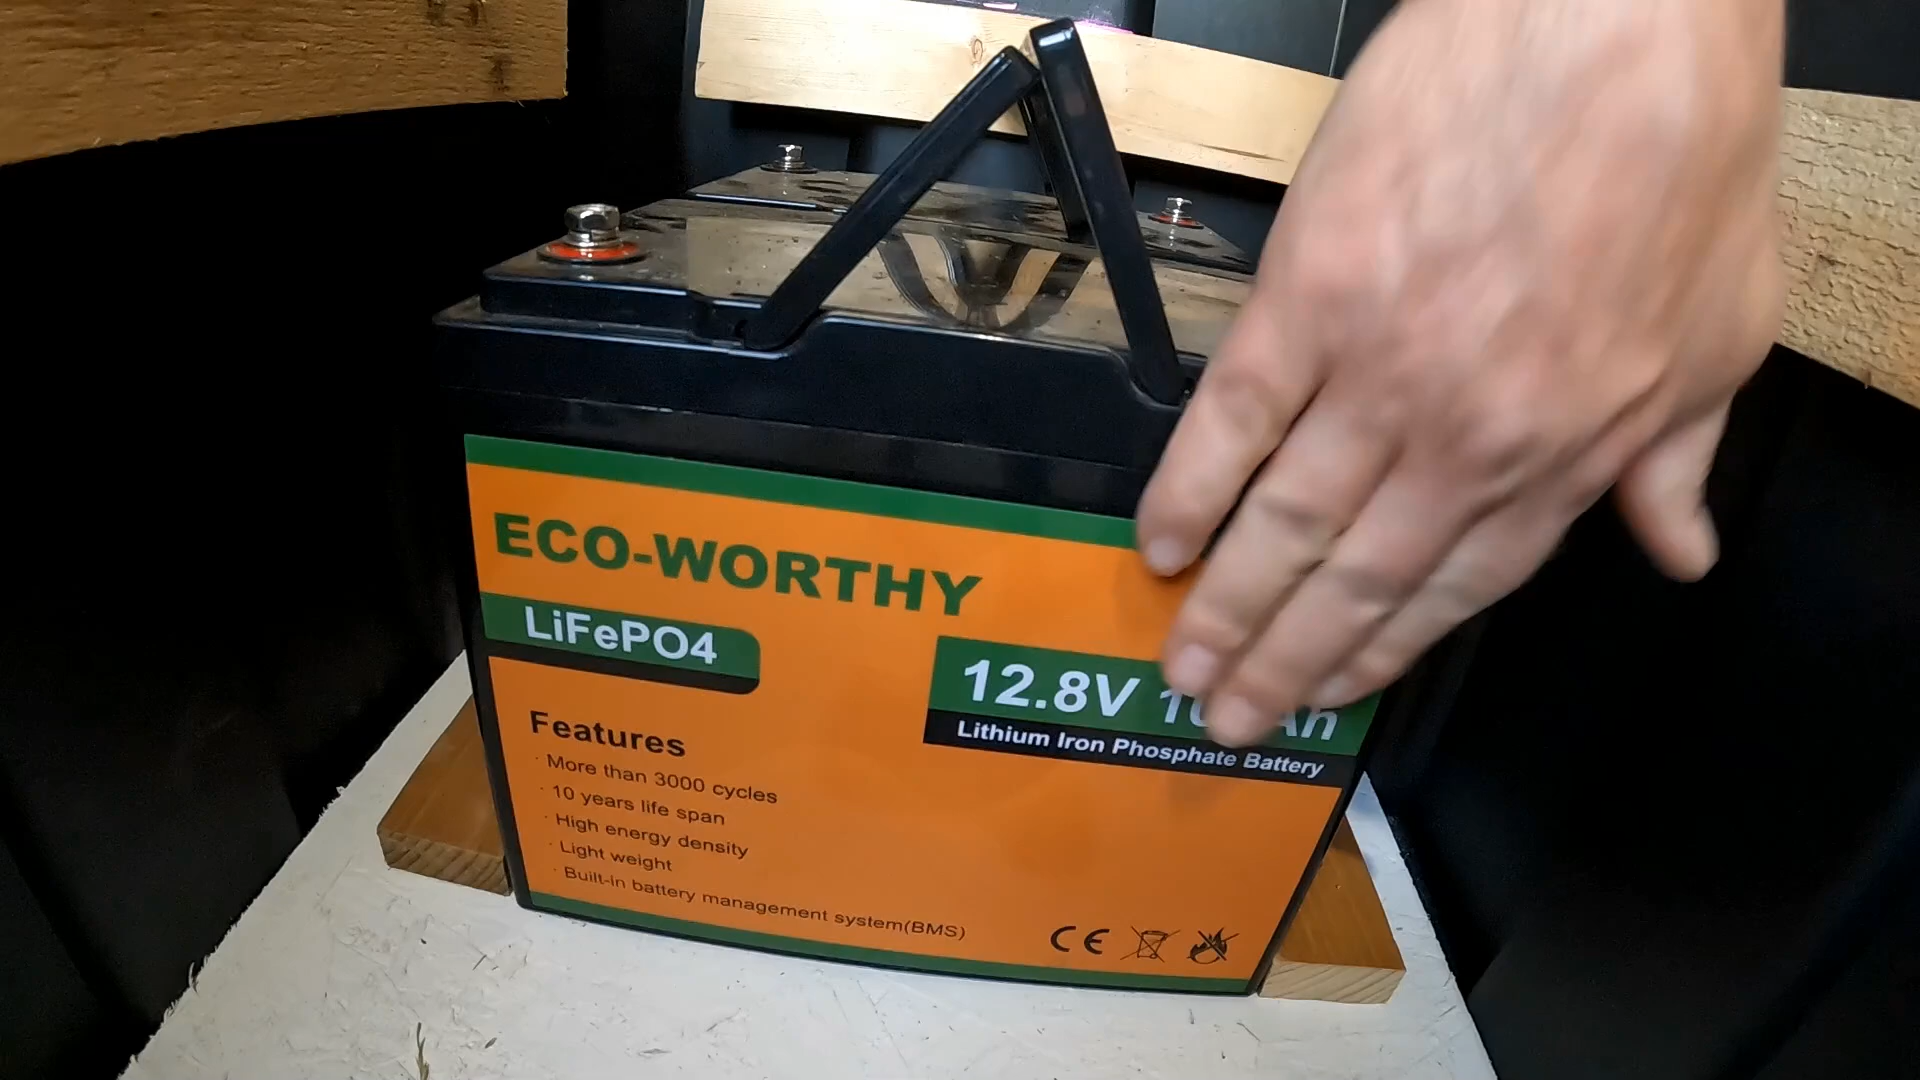 ECO-WORTHY
LiFePO4
12.8V
Lithium Iron Phosphate Battery
Features
· More than 3000 cycles
· 10 years life span
· High energy density
· Light weight
· Built-in battery management system(BMS)
CE